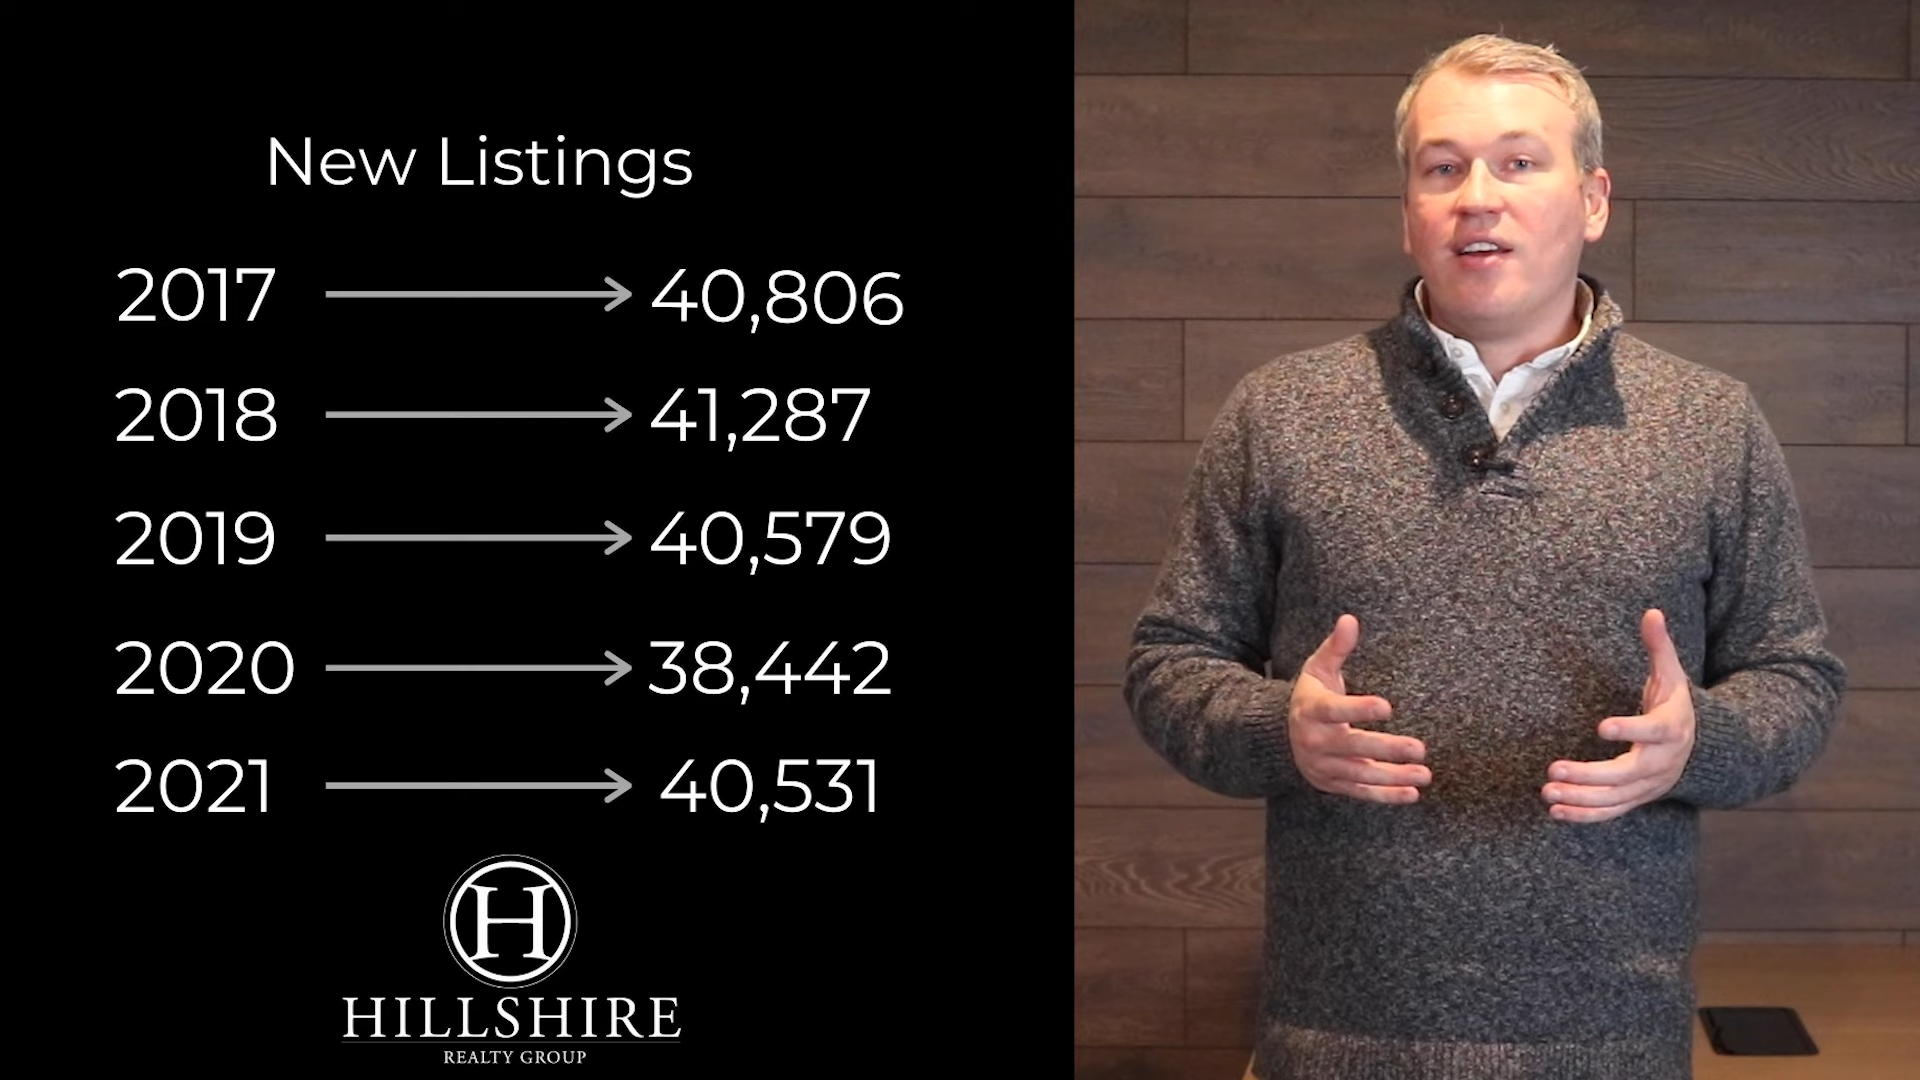 New Listings
2017 → 40,806
2018 → 41,287
2019 → 40,579
2020 → 38,442
2021 → 40,531
H
HILLSHIRE
REALTY GROUP